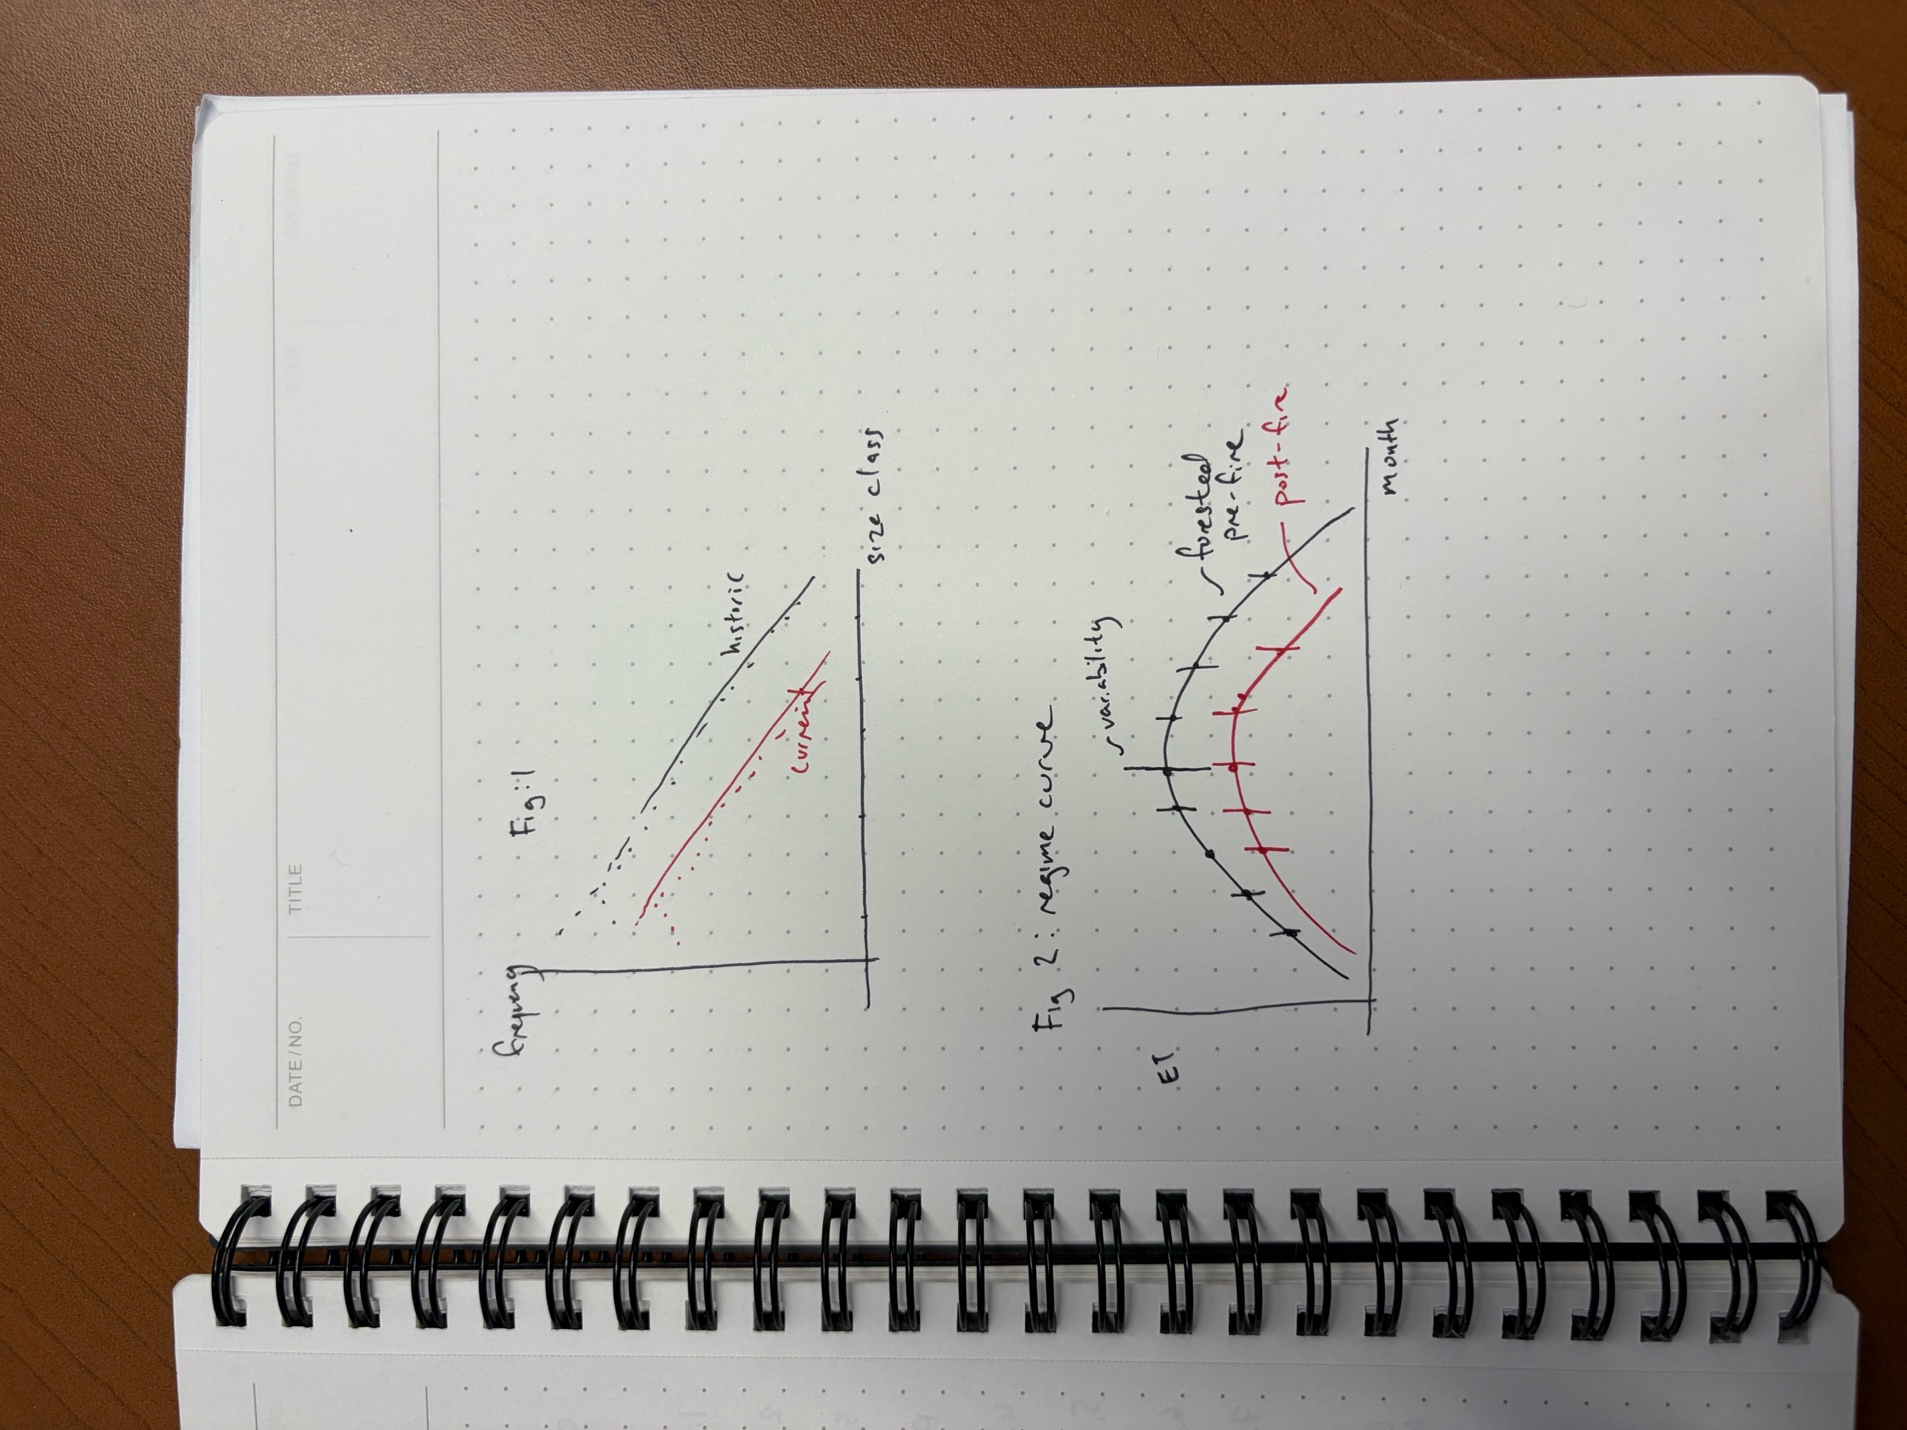 DATE/NO.
TITLE
Fig:1
frequency
historic
current
size class
Fig 2: regime curve
variability
ET
forested
pre-fire
post-fire
month